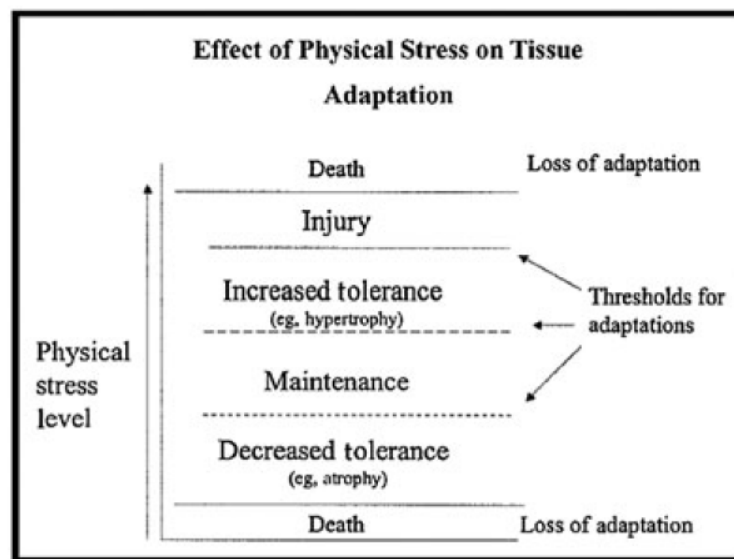 Effect of Physical Stress on Tissue
Adaptation
Death
Loss of adaptation
Injury
Increased tolerance
(eg, hypertrophy)
Thresholds for
adaptations
Physical
stress
level
Maintenance
Decreased tolerance
(eg, atrophy)
Death
Loss of adaptation